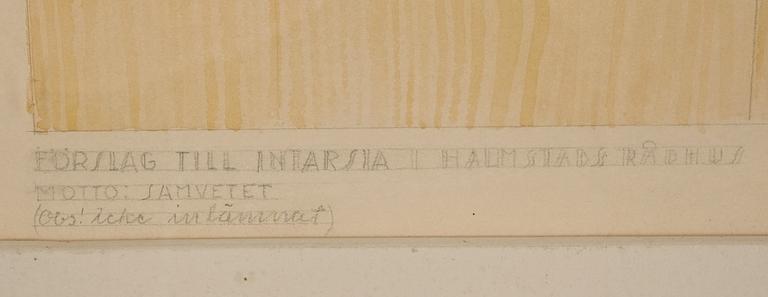 FÖRSLAG TILL INTARSIA I HALMSTADS RÅDHUS
MOTTO: SAMVETET
(obs! icke inlämnat)